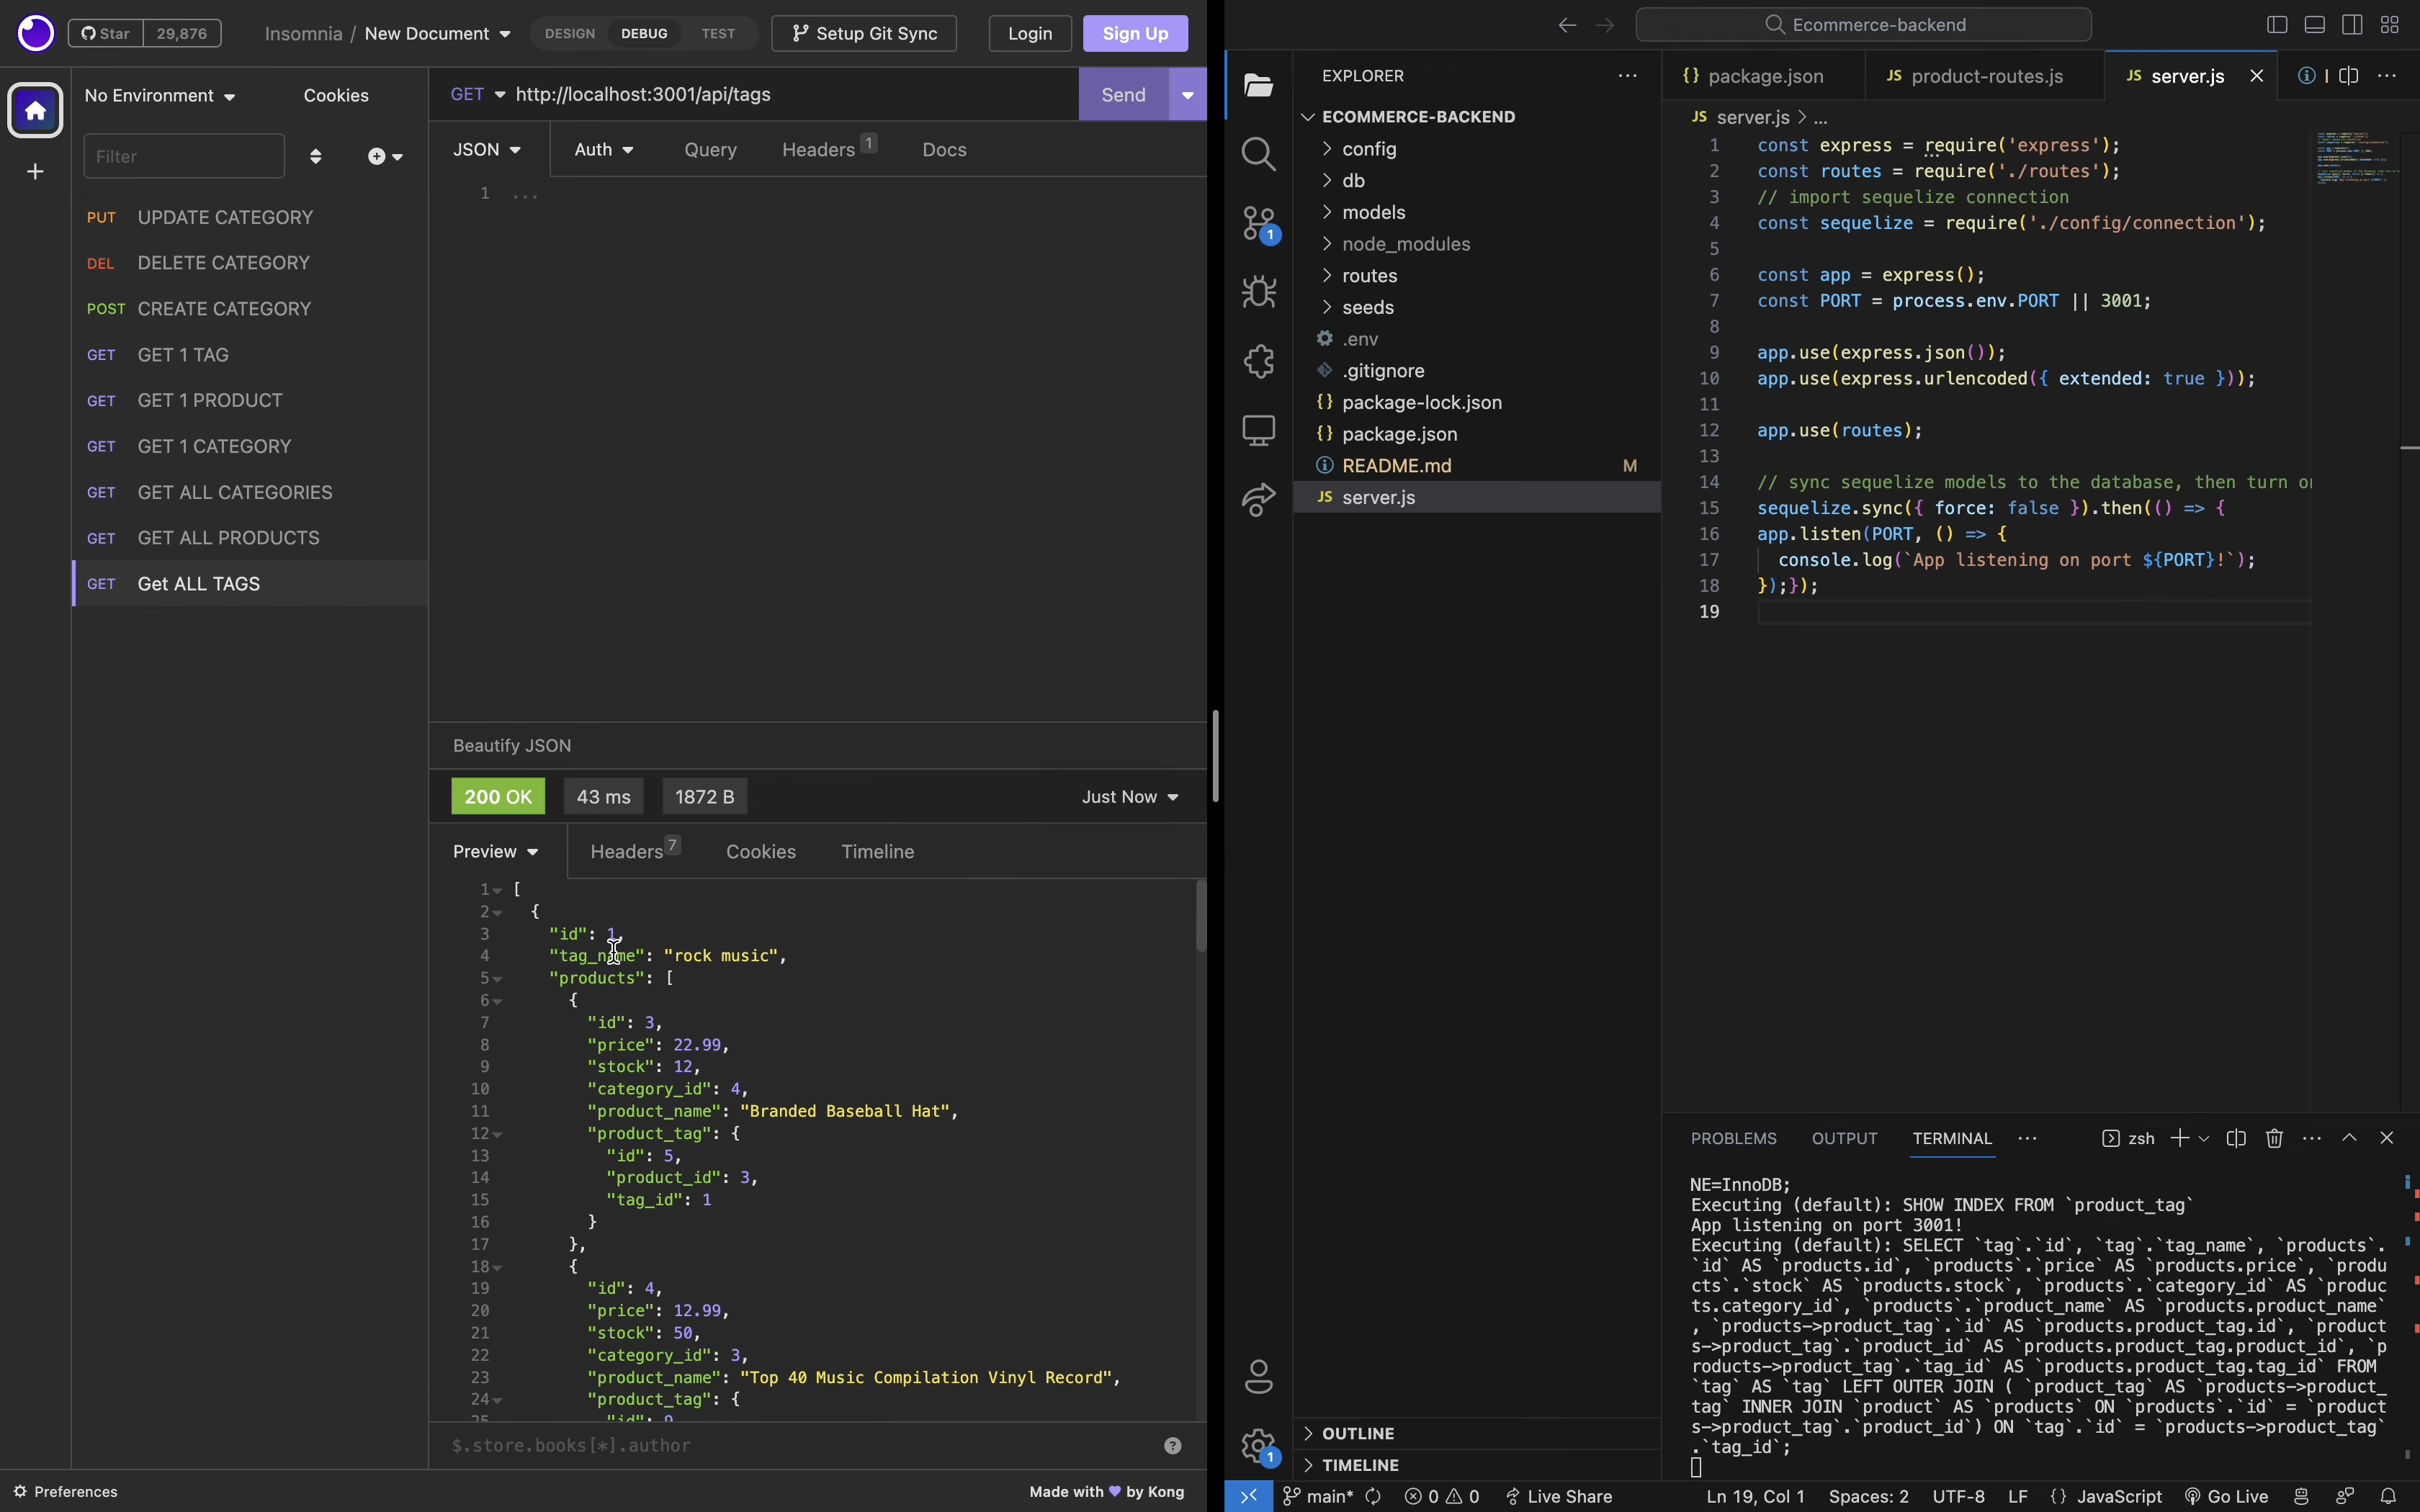 Star 29,876
Insomnia / New Document
DESIGN DEBUG TEST
Setup Git Sync
Login
Sign Up
No Environment
Cookies
Filter
PUT UPDATE CATEGORY
DEL DELETE CATEGORY
POST CREATE CATEGORY
GET GET 1 TAG
GET GET 1 PRODUCT
GET GET 1 CATEGORY
GET GET ALL CATEGORIES
GET GET ALL PRODUCTS
GET Get ALL TAGS
GET http://localhost:3001/api/tags
Send
JSON Auth Query Headers 1 Docs
1 ...
Beautify JSON
200 OK 43 ms 1872 B Just Now
Preview Headers 7 Cookies Timeline
1 [
2 {
3 "id": 1,
4 "tag_name": "rock music",
5 "products": [
6 {
7 "id": 3,
8 "price": 22.99,
9 "stock": 12,
10 "category_id": 4,
11 "product_name": "Branded Baseball Hat",
12 "product_tag": {
13 "id": 5,
14 "product_id": 3,
15 "tag_id": 1
16 }
17 },
18 {
19 "id": 4,
20 "price": 12.99,
21 "stock": 50,
22 "category_id": 3,
23 "product_name": "Top 40 Music Compilation Vinyl Record",
24 "product_tag": {
25 "id": 9
$.store.books[*].author
Preferences
Made with by Kong
Ecommerce-backend
EXPLORER
ECOMMERCE-BACKEND
config
db
models
node_modules
routes
seeds
.env
.gitignore
package-lock.json
package.json
README.md M
JS server.js
OUTLINE
TIMELINE
{} package.json
JS product-routes.js
JS server.js
JS server.js > ...
1 const express = require('express');
2 const routes = require('./routes');
3 // import sequelize connection
4 const sequelize = require('./config/connection');
5
6 const app = express();
7 const PORT = process.env.PORT || 3001;
8
9 app.use(express.json());
10 app.use(express.urlencoded({ extended: true }));
11
12 app.use(routes);
13
14 // sync sequelize models to the database, then turn
15 sequelize.sync({ force: false }).then(() => {
16 app.listen(PORT, () => {
17 console.log(`App listening on port ${PORT}!`);
18 });});
19
PROBLEMS OUTPUT TERMINAL ... zsh
NE=InnoDB;
Executing (default): SHOW INDEX FROM `product_tag`
App listening on port 3001!
Executing (default): SELECT `tag`.`id`, `tag`.`tag_name`, `products`.
`id` AS `products.id`, `products`.`price` AS `products.price`, `produ
cts`.`stock` AS `products.stock`, `products`.`category_id` AS `produc
ts.category_id`, `products`.`product_name` AS `products.product_name`
, `products->product_tag`.`id` AS `products.product_tag.id`, `product
s->product_tag`.`product_id` AS `products.product_tag.product_id`, `p
roducts->product_tag`.`tag_id` AS `products.product_tag.tag_id` FROM
`tag` AS `tag` LEFT OUTER JOIN ( `product_tag` AS `products->product_
tag` INNER JOIN `product` AS `products` ON `products`.`id` = `product
s->product_tag`.`product_id`) ON `tag`.`id` = `products->product_tag`
.`tag_id`;
1
1
main* 0 0 Live Share
Ln 19, Col 1 Spaces: 2 UTF-8 LF {} JavaScript Go Live